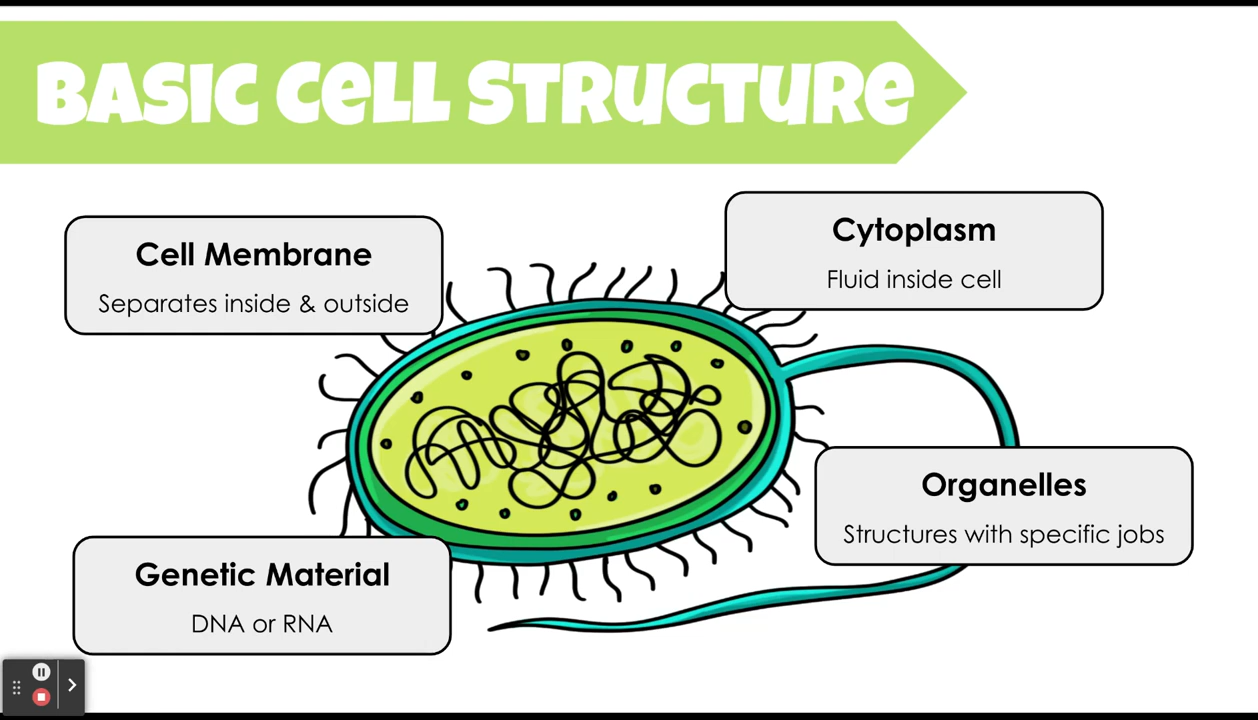 BASIC CELL STRUCTURE
Cell Membrane
Separates inside & outside
Cytoplasm
Fluid inside cell
Organelles
Structures with specific jobs
Genetic Material
DNA or RNA